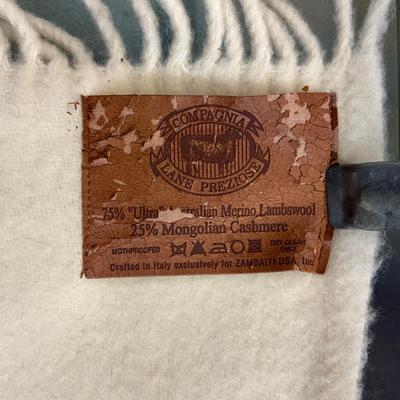 COMPAGNIA
LANE PREZIOSE
75% "Ultra" Australian Merino Lambswool
25% Mongolian Cashmere
MOTHPROOFED
DRY CLEAN
ONLY
Crafted in Italy exclusively for ZAMBAITI USA, Inc